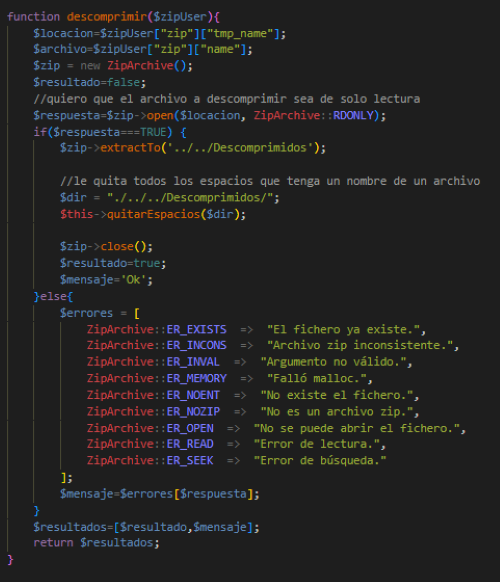 function descomprimir($zipUser){
$locacion=$zipUser["zip"]["tmp_name"];
$archivo=$zipUser["zip"]["name"];
$zip = new ZipArchive();
$resultado=false;
//quiero que el archivo a descomprimir sea de solo lectura
$respuesta=$zip->open($locacion, ZipArchive::RDONLY);
if($respuesta===TRUE) {
$zip->extractTo('../../Descomprimidos');
//le quita todos los espacios que tenga un nombre de un archivo
$dir = "./../../Descomprimidos/";
$this->quitarEspacios($dir);
$zip->close();
$resultado=true;
$mensaje='Ok';
}else{
$errores = [
ZipArchive::ER_EXISTS => "El fichero ya existe.",
ZipArchive::ER_INCONS => "Archivo zip inconsistente.",
ZipArchive::ER_INVAL => "Argumento no válido.",
ZipArchive::ER_MEMORY => "Falló malloc.",
ZipArchive::ER_NOENT => "No existe el fichero.",
ZipArchive::ER_NOZIP => "No es un archivo zip.",
ZipArchive::ER_OPEN => "No se puede abrir el fichero.",
ZipArchive::ER_READ => "Error de lectura.",
ZipArchive::ER_SEEK => "Error de búsqueda."
];
$mensaje=$errores[$respuesta];
}
$resultados=[$resultado,$mensaje];
return $resultados;
}